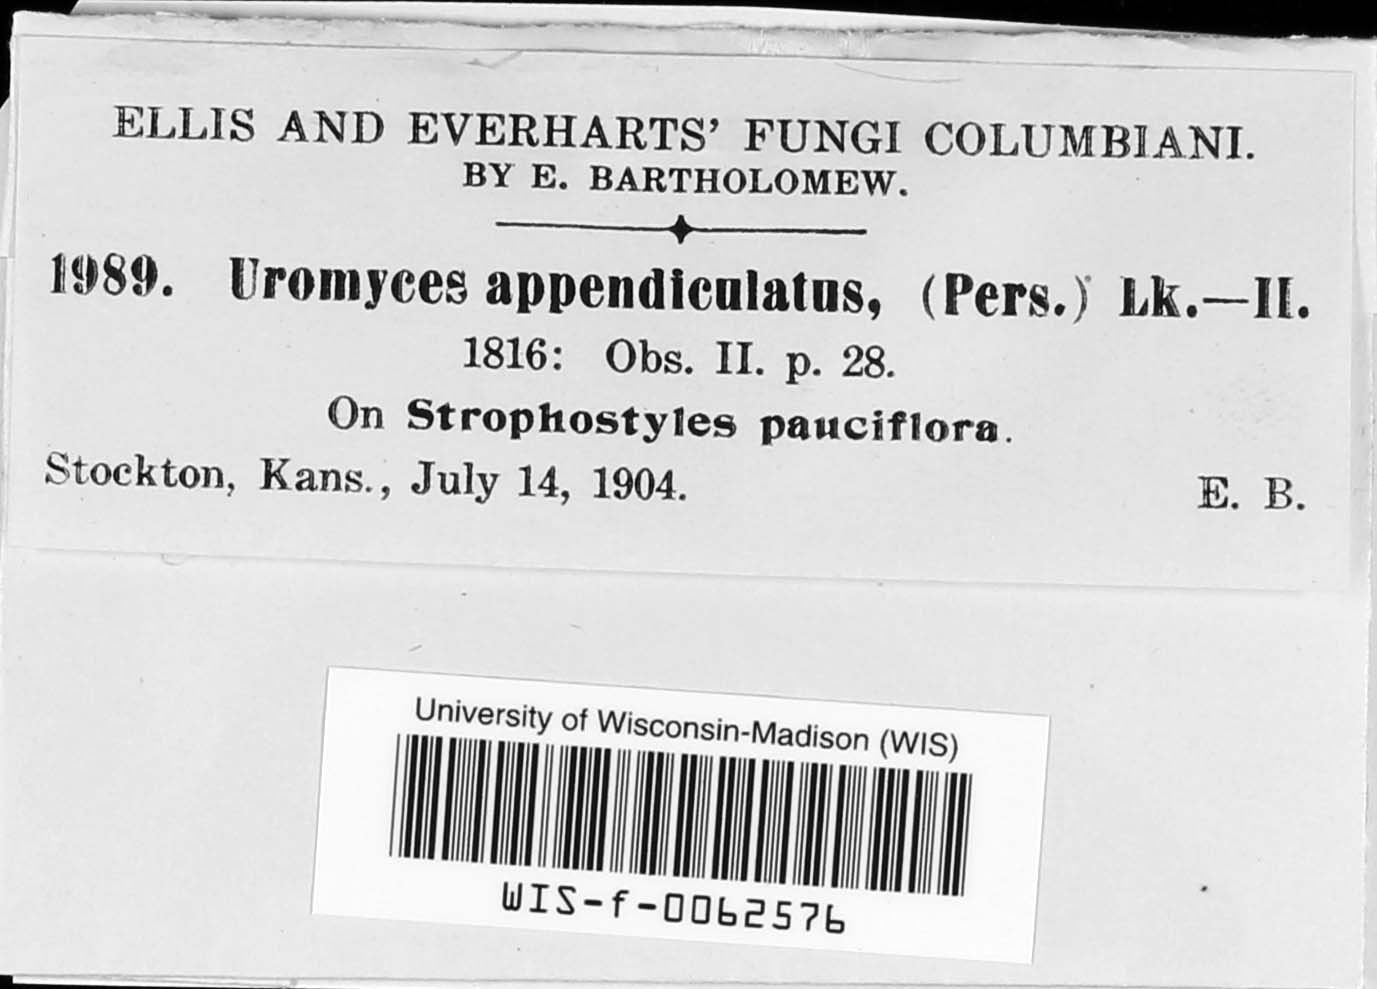 ELLIS AND EVERHARTS' FUNGI COLUMBIANI.
BY E. BARTHOLOMEW.
1989. Uromyces appendiculatus, (Pers.) Lk.—II.
1816: Obs. II. p. 28.
On Strophostyles pauciflora.
Stockton, Kans., July 14, 1904. E. B.
University of Wisconsin-Madison (WIS)
WIS-f-0062576